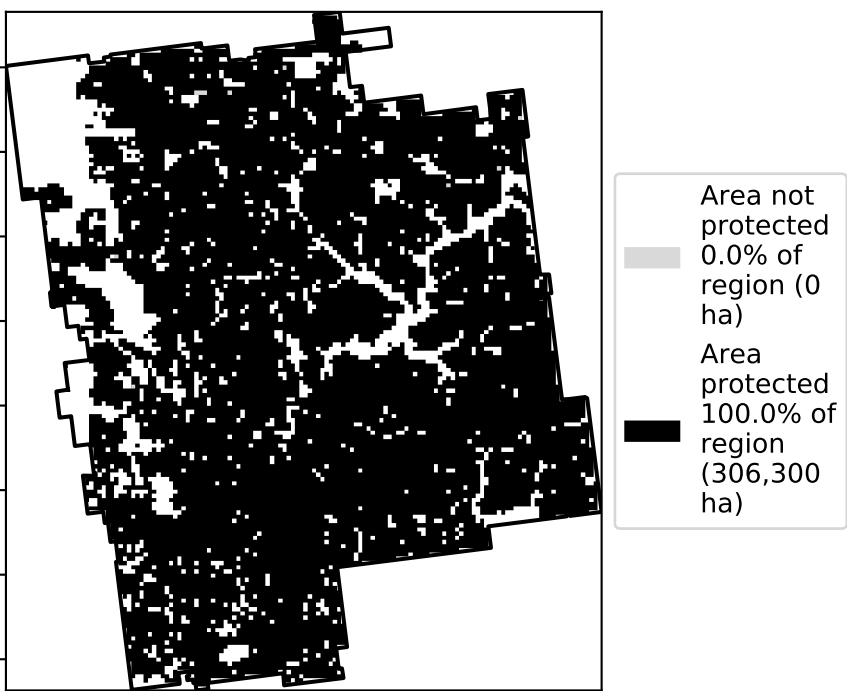 Area not
protected
0.0% of
region (0
ha)
Area
protected
100.0% of
region
(306,300
ha)